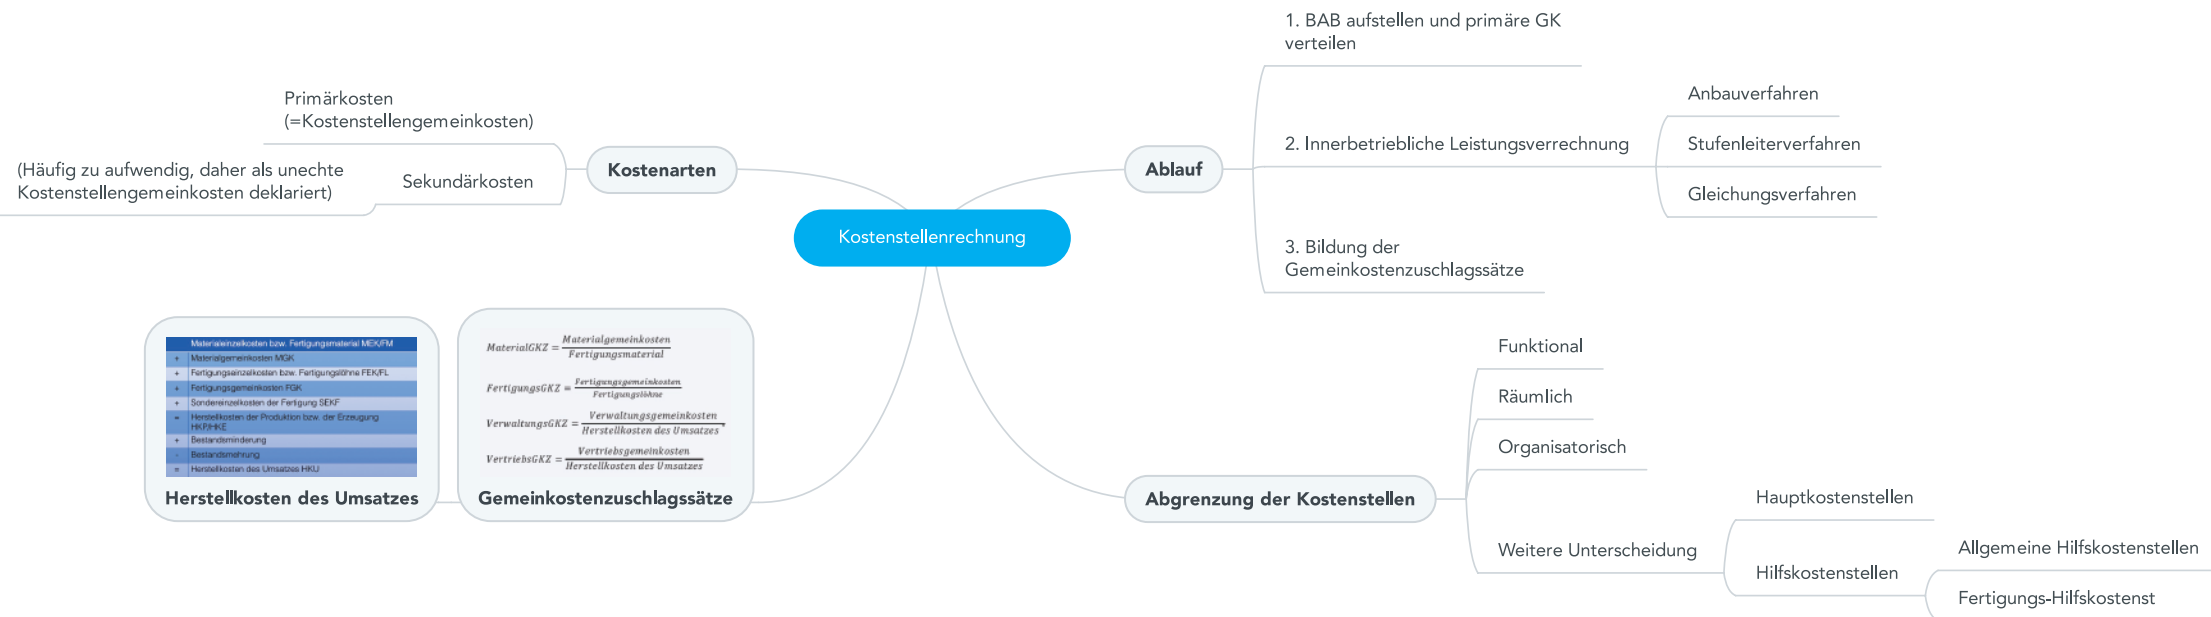 Kostenstellenrechnung
Kostenarten
Primärkosten
(=Kostenstellengemeinkosten)
Sekundärkosten
(Häufig zu aufwendig, daher als unechte
Kostenstellengemeinkosten deklariert)
Ablauf
1. BAB aufstellen und primäre GK
verteilen
2. Innerbetriebliche Leistungsverrechnung
Anbauverfahren
Stufenleiterverfahren
Gleichungsverfahren
3. Bildung der
Gemeinkostenzuschlagssätze
Materialeinzelkosten bzw. Fertigungsmaterial MEK/FM
+ Materialgemeinkosten MGK
+ Fertigungseinzelkosten bzw. Fertigungslöhne FEK/FL
+ Fertigungsgemeinkosten FGK
+ Sondereinzelkosten der Fertigung SEKF
= Herstellkosten der Produktion bzw. der Erzeugung
HKP/HKE
+ Bestandsminderung
- Bestandsmehrung
= Herstellkosten des Umsatzes HKU
Herstellkosten des Umsatzes
MaterialGKZ = Materialgemeinkosten
Fertigungsmaterial
FertigungsGKZ = Fertigungsgemeinkosten
Fertigungslöhne
VerwaltungsGKZ = Verwaltungsgemeinkosten
Herstellkosten des Umsatzes
VertriebsGKZ = Vertriebsgemeinkosten
Herstellkosten des Umsatzes
Gemeinkostenzuschlagssätze
Abgrenzung der Kostenstellen
Funktional
Räumlich
Organisatorisch
Weitere Unterscheidung
Hauptkostenstellen
Hilfskostenstellen
Allgemeine Hilfskostenstellen
Fertigungs-Hilfskostenst